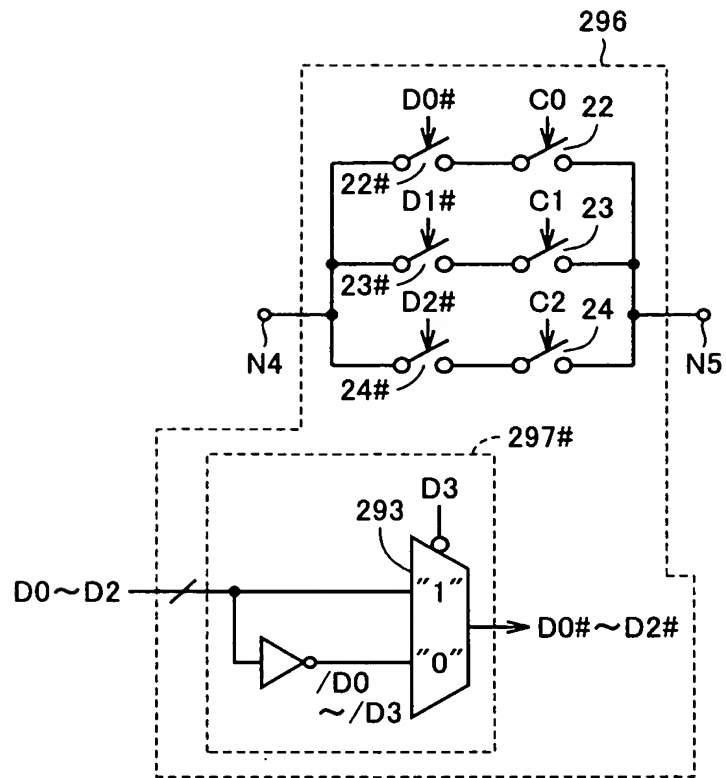 296
D0#
C0
22
22#
D1#
C1
23
23#
D2#
C2
24
24#
N4
N5
297#
D3
293
D0～D2
"1"
"0"
D0#～D2#
/D0
～/D3